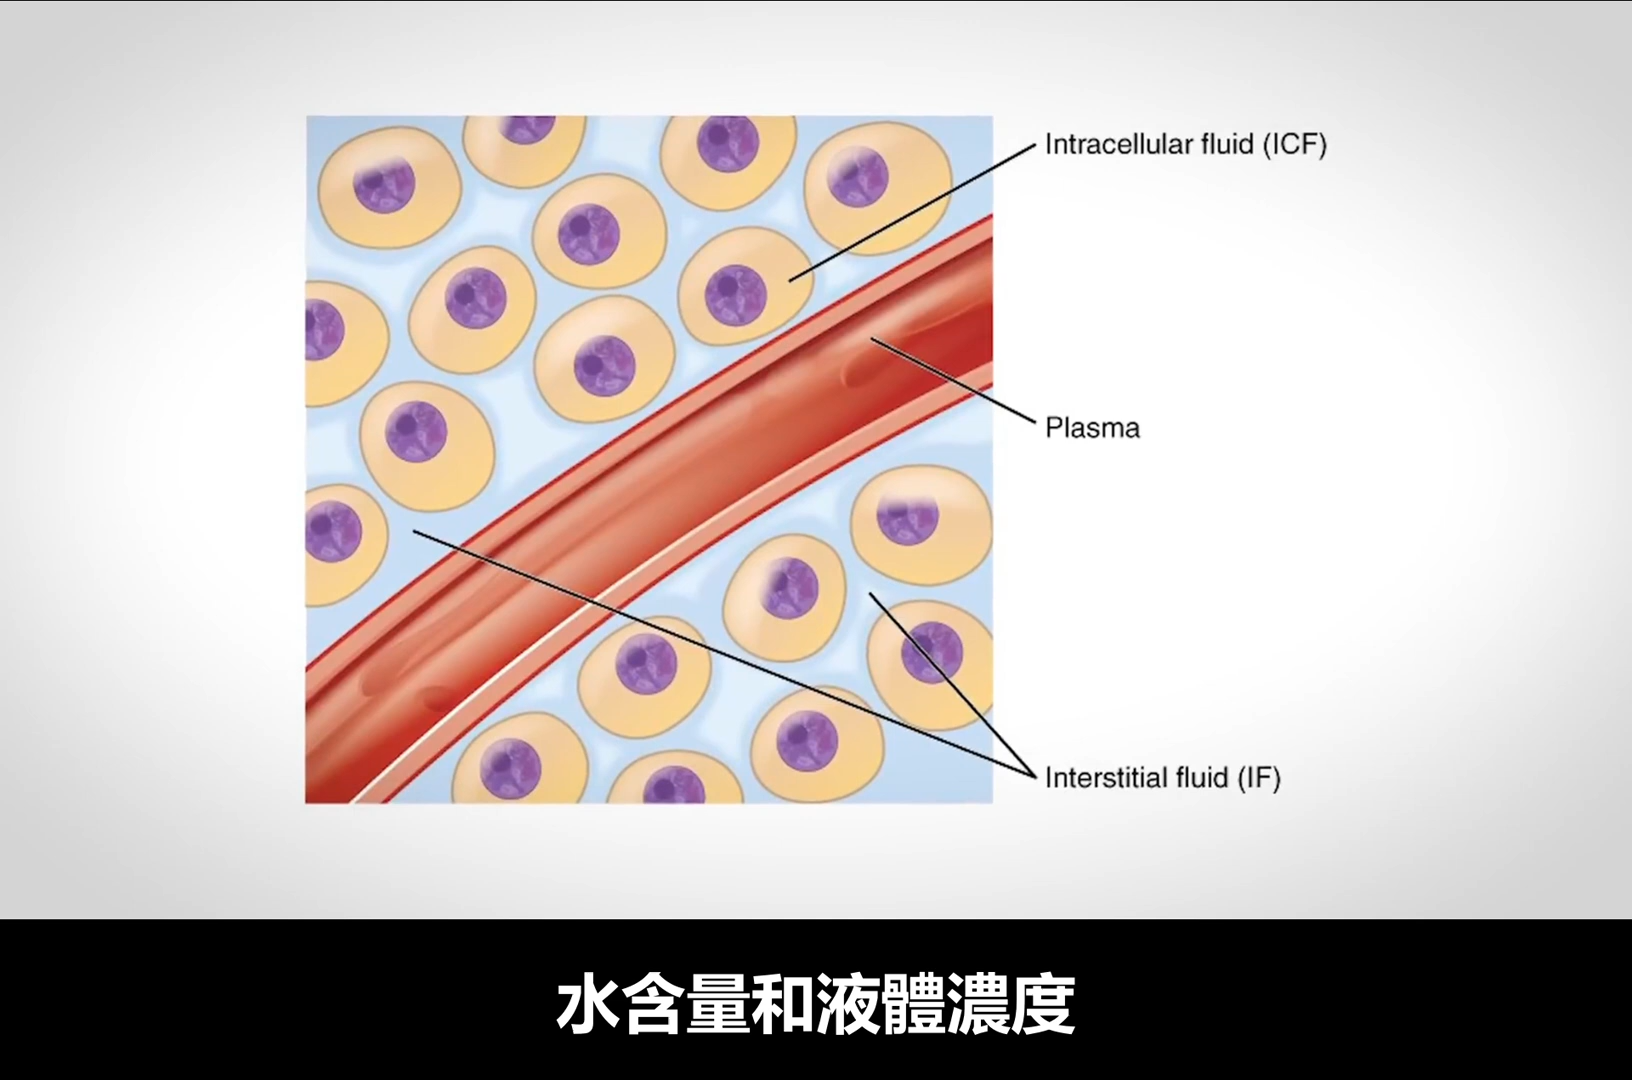 Intracellular fluid (ICF)
Plasma
Interstitial fluid (IF)
水含量和液體濃度